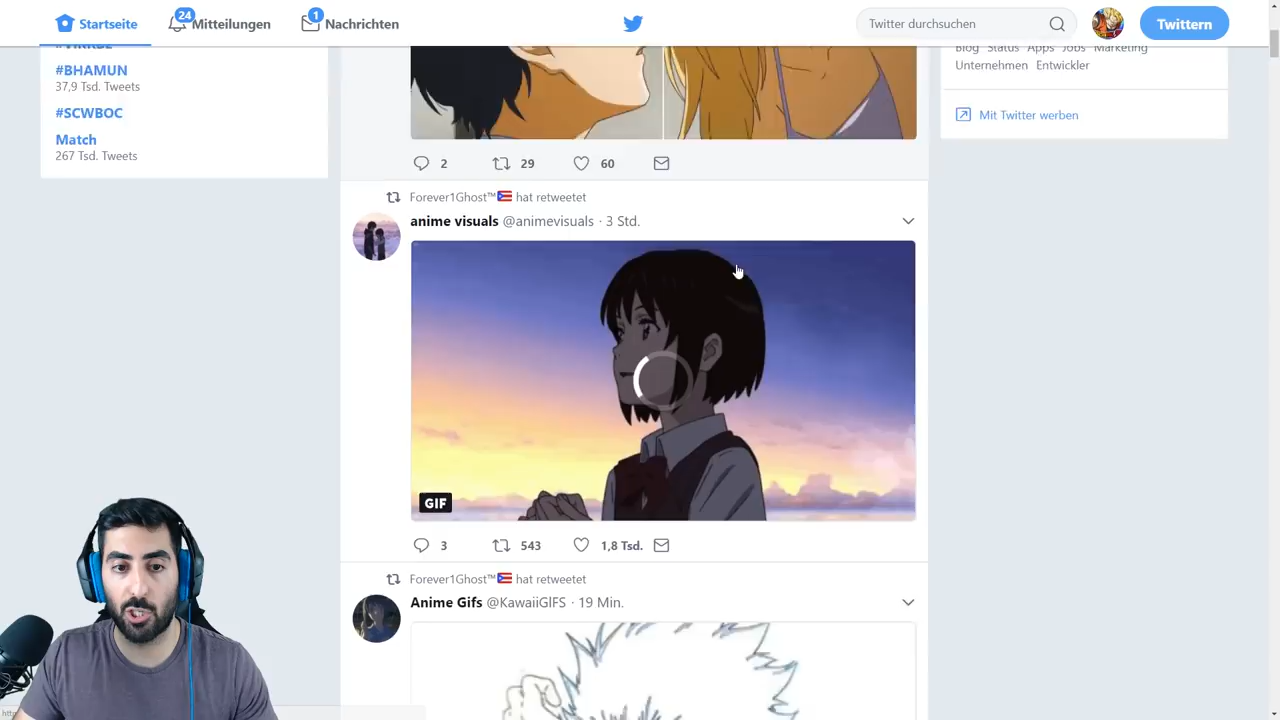 Startseite
24
Mitteilungen
1
Nachrichten
Twitter durchsuchen
Twittern
#BHAMUN
37,9 Tsd. Tweets
#SCWBOC
Match
267 Tsd. Tweets
Blog Status Apps Jobs Marketing
Unternehmen Entwickler
Mit Twitter werben
2
29
60
Forever1Ghost™ hat retweetet
anime visuals @animevisuals · 3 Std.
GIF
3
543
1,8 Tsd.
Forever1Ghost™ hat retweetet
Anime Gifs @KawaiiGIFS · 19 Min.